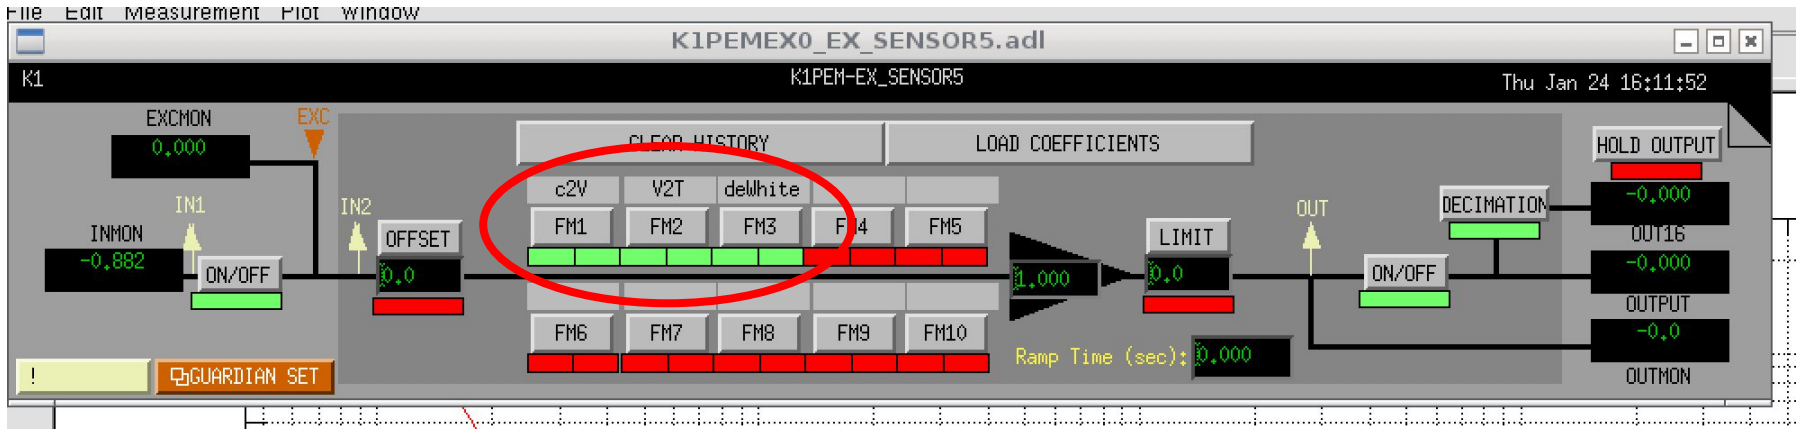 File Edit Measurement Plot Window
K1PEMEX0_EX_SENSOR5.adl
K1 K1PEM-EX_SENSOR5 Thu Jan 24 16:11:52
EXCMON EXC
0.000
CLEAR HISTORY LOAD COEFFICIENTS
HOLD OUTPUT
c2V V2T deWhite
-0.000
IN1 IN2 OUT DECIMATION
FM1 FM2 FM3 FM4 FM5
INMON OFFSET LIMIT OUT16
-0.882 -0.000
ON/OFF 0.0 1.000 0.0 ON/OFF
OUTPUT
FM6 FM7 FM8 FM9 FM10
-0.0
Ramp Time (sec): 0.000
! GUARDIAN SET OUTMON